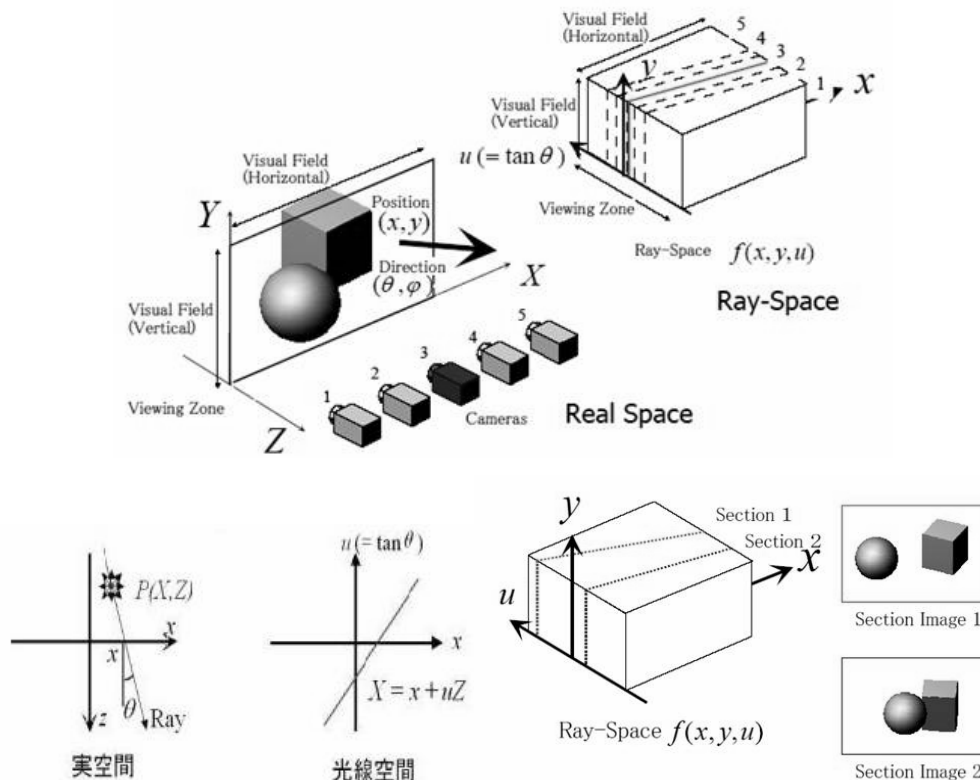 Visual Field
(Horizontal)
5
4
3
2
1
y
x
Visual Field
(Vertical)
u(=tan θ)
Viewing Zone
Ray-Space f(x,y,u)
Ray-Space
Visual Field
(Horizontal)
Y
Position
(x,y)
Direction
(θ,φ)
X
Visual Field
(Vertical)
Viewing Zone
Z
1
2
3
4
5
Cameras
Real Space
P(X,Z)
x
x
θ
Ray
z
実空間
u(=tanθ)
x
X=x+uZ
光線空間
y
Section 1
Section 2
x
u
Ray-Space f(x,y,u)
Section Image 1
Section Image 2